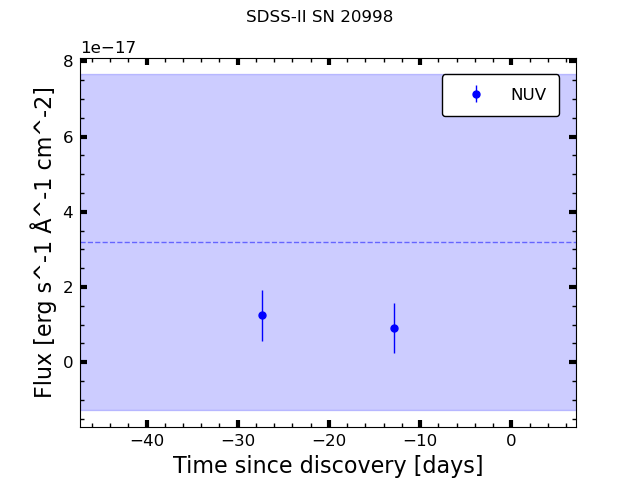 SDSS-II SN 20998
1e−17
8
6
4
2
0
Flux [erg s^-1 Å^-1 cm^-2]
NUV
−40 −30 −20 −10 0
Time since discovery [days]